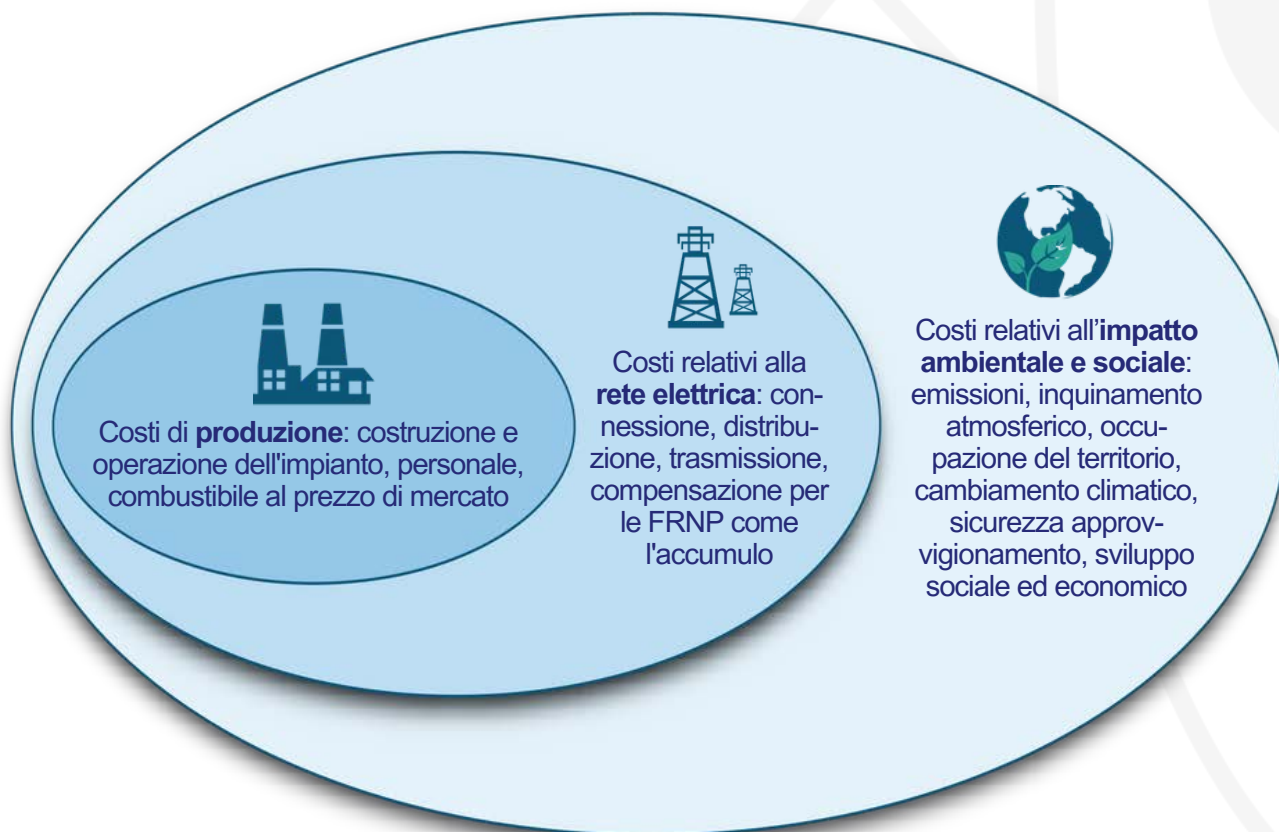 Costi di produzione: costruzione e
operazione dell'impianto, personale,
combustibile al prezzo di mercato
Costi relativi alla
rete elettrica: con-
nessione, distribu-
zione, trasmissione,
compensazione per
le FRNP come
l'accumulo
Costi relativi all’impatto
ambientale e sociale:
emissioni, inquinamento
atmosferico, occu-
pazione del territorio,
cambiamento climatico,
sicurezza approv-
vigionamento, sviluppo
sociale ed economico